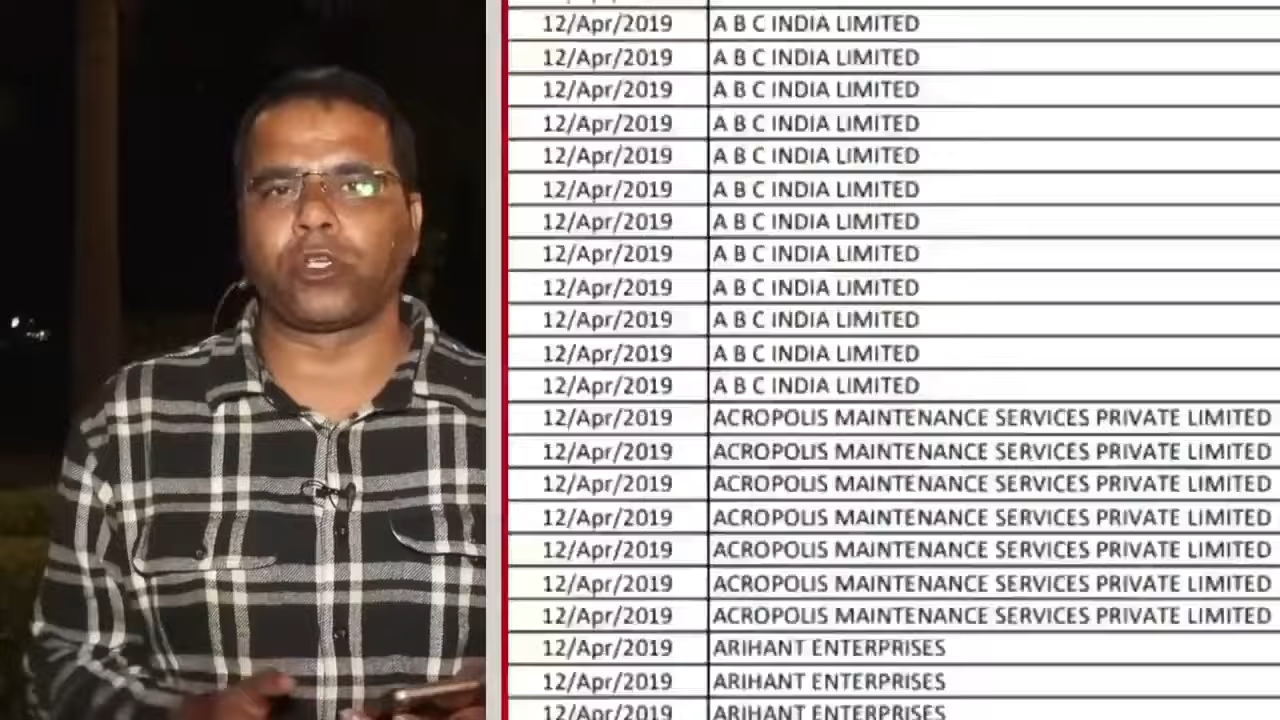 12/Apr/2019 A B C INDIA LIMITED
12/Apr/2019 A B C INDIA LIMITED
12/Apr/2019 A B C INDIA LIMITED
12/Apr/2019 A B C INDIA LIMITED
12/Apr/2019 A B C INDIA LIMITED
12/Apr/2019 A B C INDIA LIMITED
12/Apr/2019 A B C INDIA LIMITED
12/Apr/2019 A B C INDIA LIMITED
12/Apr/2019 A B C INDIA LIMITED
12/Apr/2019 A B C INDIA LIMITED
12/Apr/2019 A B C INDIA LIMITED
12/Apr/2019 A B C INDIA LIMITED
12/Apr/2019 ACROPOLIS MAINTENANCE SERVICES PRIVATE LIMITED
12/Apr/2019 ACROPOLIS MAINTENANCE SERVICES PRIVATE LIMITED
12/Apr/2019 ACROPOLIS MAINTENANCE SERVICES PRIVATE LIMITED
12/Apr/2019 ACROPOLIS MAINTENANCE SERVICES PRIVATE LIMITED
12/Apr/2019 ACROPOLIS MAINTENANCE SERVICES PRIVATE LIMITED
12/Apr/2019 ACROPOLIS MAINTENANCE SERVICES PRIVATE LIMITED
12/Apr/2019 ACROPOLIS MAINTENANCE SERVICES PRIVATE LIMITED
12/Apr/2019 ARIHANT ENTERPRISES
12/Apr/2019 ARIHANT ENTERPRISES
12/Apr/2019 ARIHANT ENTERPRISES